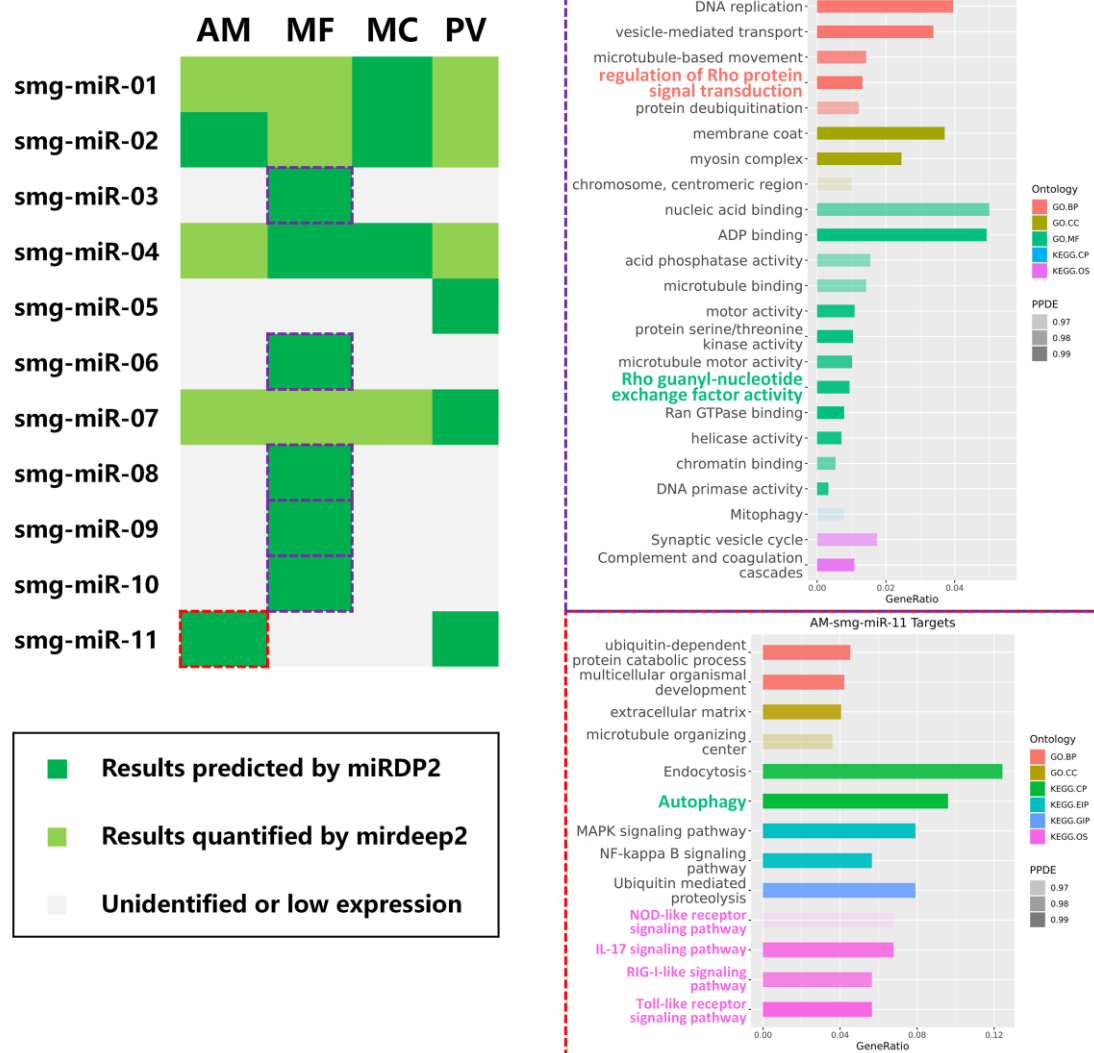 AM MF MC PV
smg-miR-01
smg-miR-02
smg-miR-03
smg-miR-04
smg-miR-05
smg-miR-06
smg-miR-07
smg-miR-08
smg-miR-09
smg-miR-10
smg-miR-11
Results predicted by miRDP2
Results quantified by mirdeep2
Unidentified or low expression
DNA replication
vesicle-mediated transport
microtubule-based movement
regulation of Rho protein
signal transduction
protein deubiquitination
membrane coat
myosin complex
chromosome, centromeric region
nucleic acid binding
ADP binding
acid phosphatase activity
microtubule binding
motor activity
protein serine/threonine
kinase activity
microtubule motor activity
Rho guanyl-nucleotide
exchange factor activity
Ran GTPase binding
helicase activity
chromatin binding
DNA primase activity
Mitophagy
Synaptic vesicle cycle
Complement and coagulation
cascades
0.00 0.02 0.04
GeneRatio
Ontology
GO.BP
GO.CC
GO.MF
KEGG.CP
KEGG.OS
PPDE
0.97
0.98
0.99
AM-smg-miR-11 Targets
ubiquitin-dependent
protein catabolic process
multicellular organismal
development
extracellular matrix
microtubule organizing
center
Endocytosis
Autophagy
MAPK signaling pathway
NF-kappa B signaling
pathway
Ubiquitin mediated
proteolysis
NOD-like receptor
signaling pathway
IL-17 signaling pathway
RIG-I-like signaling
pathway
Toll-like receptor
signaling pathway
0.00 0.04 0.08 0.12
GeneRatio
Ontology
GO.BP
GO.CC
KEGG.CP
KEGG.EIP
KEGG.GIP
KEGG.OS
PPDE
0.97
0.98
0.99